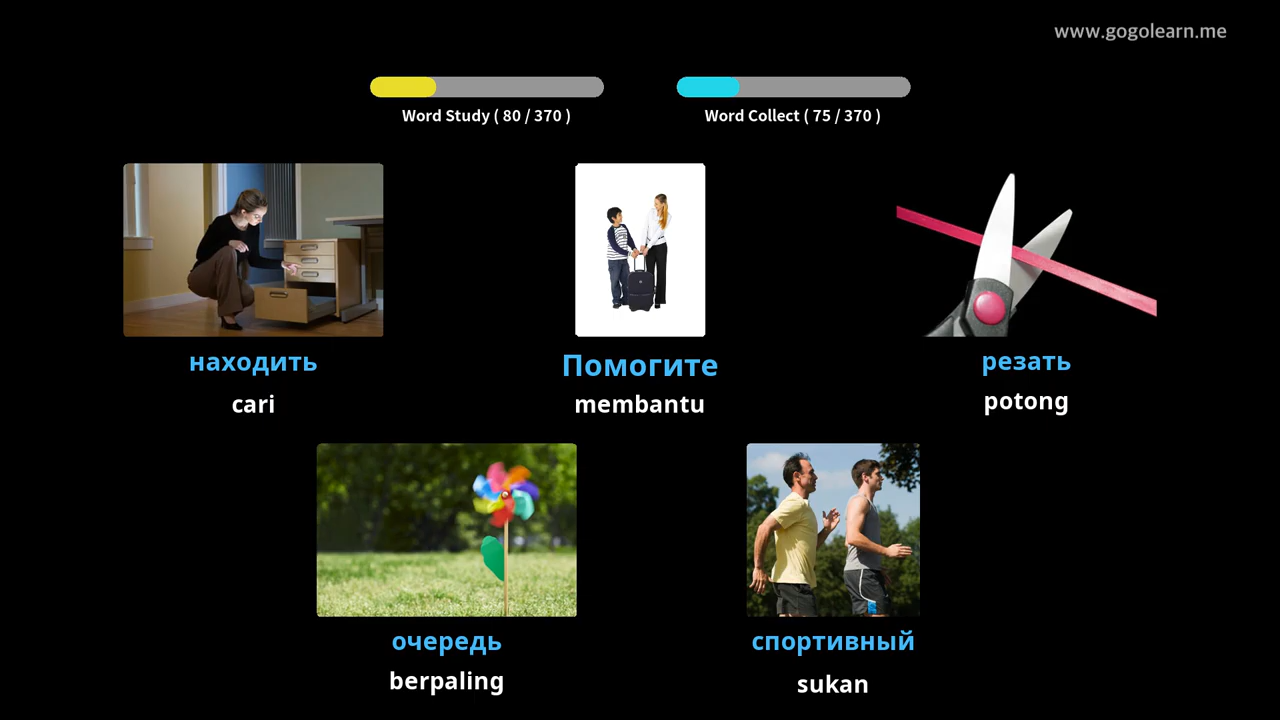 www.gogolearn.me
Word Study ( 80 / 370 )
Word Collect ( 75 / 370 )
находить
cari
Помогите
membantu
резать
potong
очередь
berpaling
спортивный
sukan